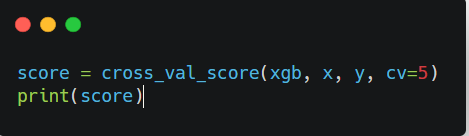 score = cross_val_score(xgb, x, y, cv=5)
print(score)